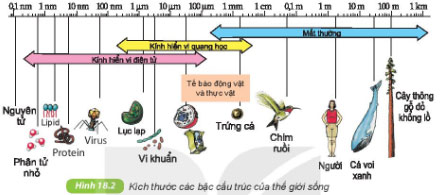 0,1 nm 1 nm 10 nm 100 nm 1 µm 10 µm 100 µm 1 mm 1 cm 0,1 m 1 m 10 m 100 m 1 km
Mắt thường
Kính hiển vi quang học
Kính hiển vi điện tử
Tế bào động vật
và thực vật
Nguyên
tử
Lipid
Phân tử
nhỏ
Protein
Virus
Lục lạp
Vi khuẩn
Trứng cá
Chim
ruồi
Người
Cá voi
xanh
Cây thông
gỗ đỏ
khổng lồ
Hình 18.2 Kích thước các bậc cấu trúc của thế giới sống